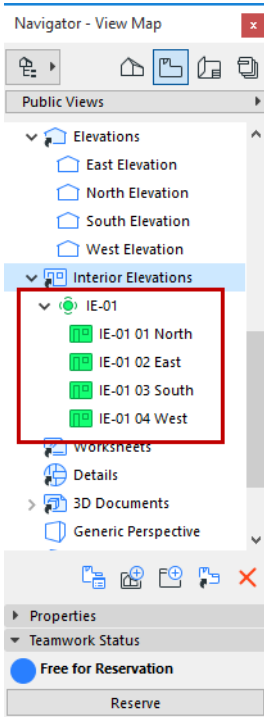 Navigator - View Map
x
Public Views
Elevations
East Elevation
North Elevation
South Elevation
West Elevation
Interior Elevations
IE-01
IE-01 01 North
IE-01 02 East
IE-01 03 South
IE-01 04 West
Worksheets
Details
3D Documents
Generic Perspective
Properties
Teamwork Status
Free for Reservation
Reserve